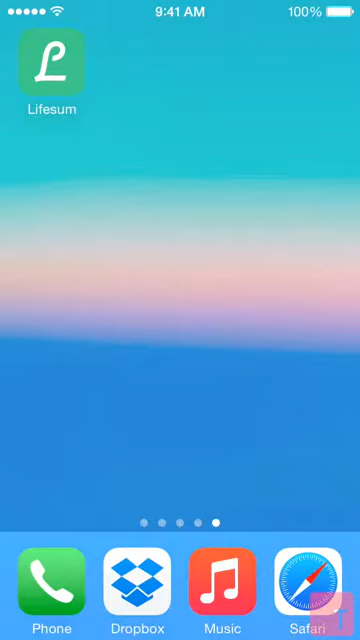 9:41 AM
100%
Lifesum
Phone
Dropbox
Music
Safari
T